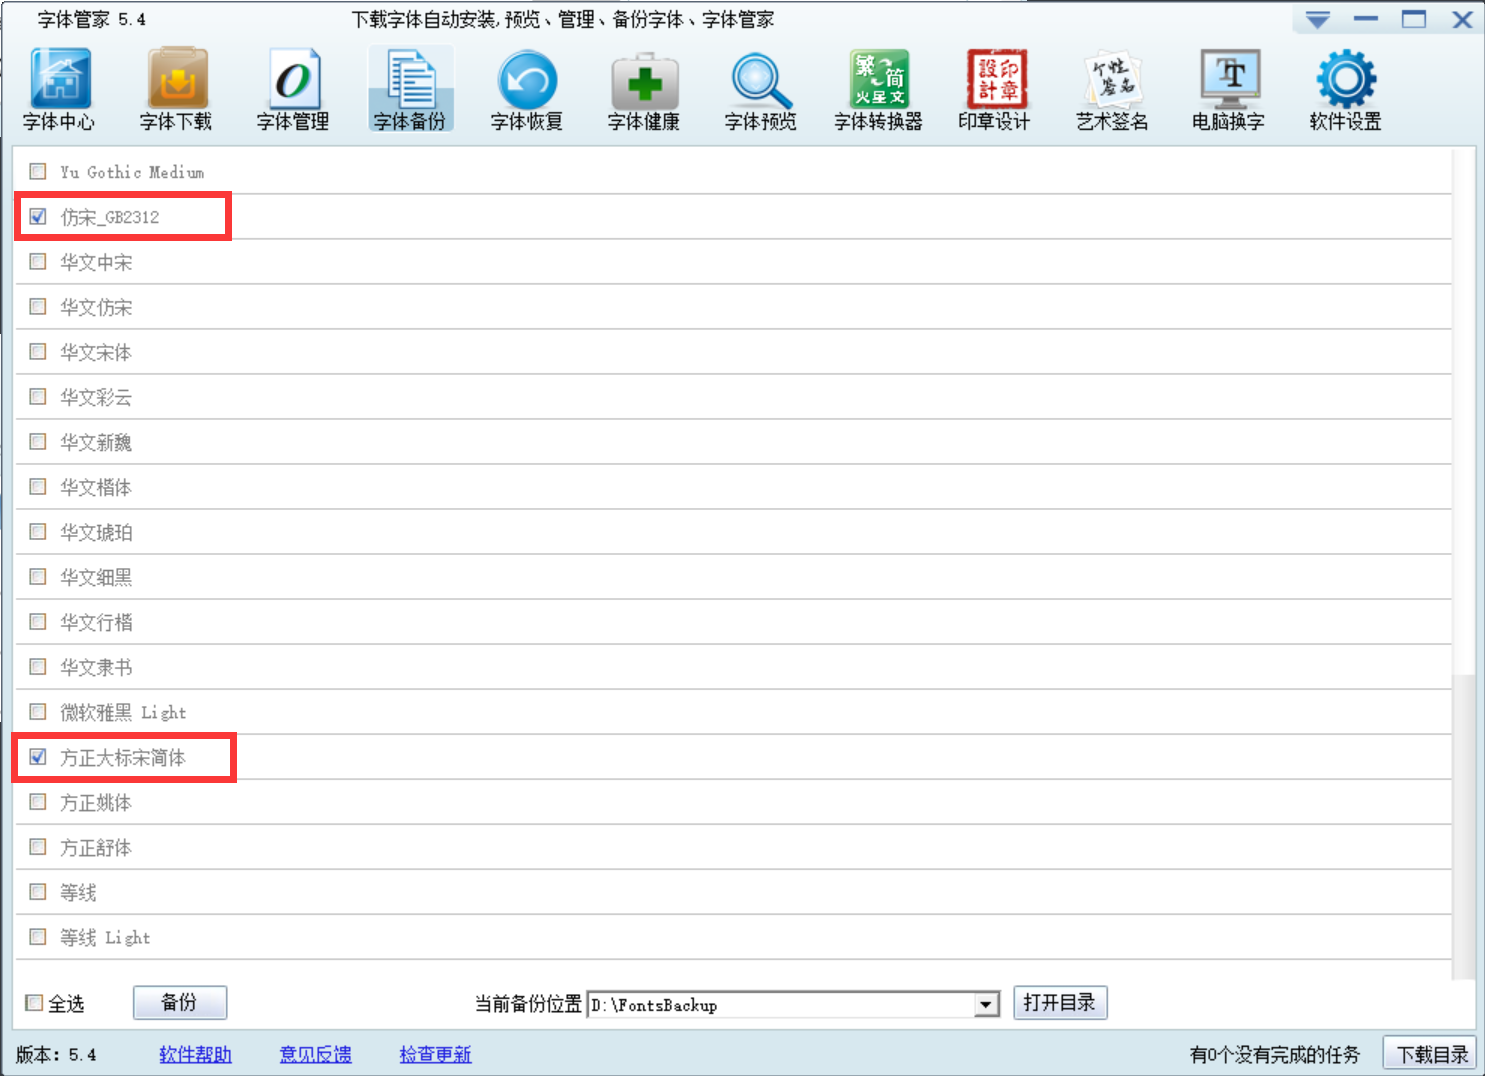 字体管家 5.4
下载字体自动安装,预览、管理、备份字体、字体管家
繁 简
火星文
設印
計章
个性
签名
字体中心 字体下载 字体管理 字体备份 字体恢复 字体健康 字体预览 字体转换器 印章设计 艺术签名 电脑换字 软件设置
Yu Gothic Medium
仿宋_GB2312
华文中宋
华文仿宋
华文宋体
华文彩云
华文新魏
华文楷体
华文琥珀
华文细黑
华文行楷
华文隶书
微软雅黑 Light
方正大标宋简体
方正姚体
方正舒体
等线
等线 Light
全选 备份 当前备份位置 D:\FontsBackup 打开目录
版本: 5.4 软件帮助 意见反馈 检查更新 有0个没有完成的任务 下载目录